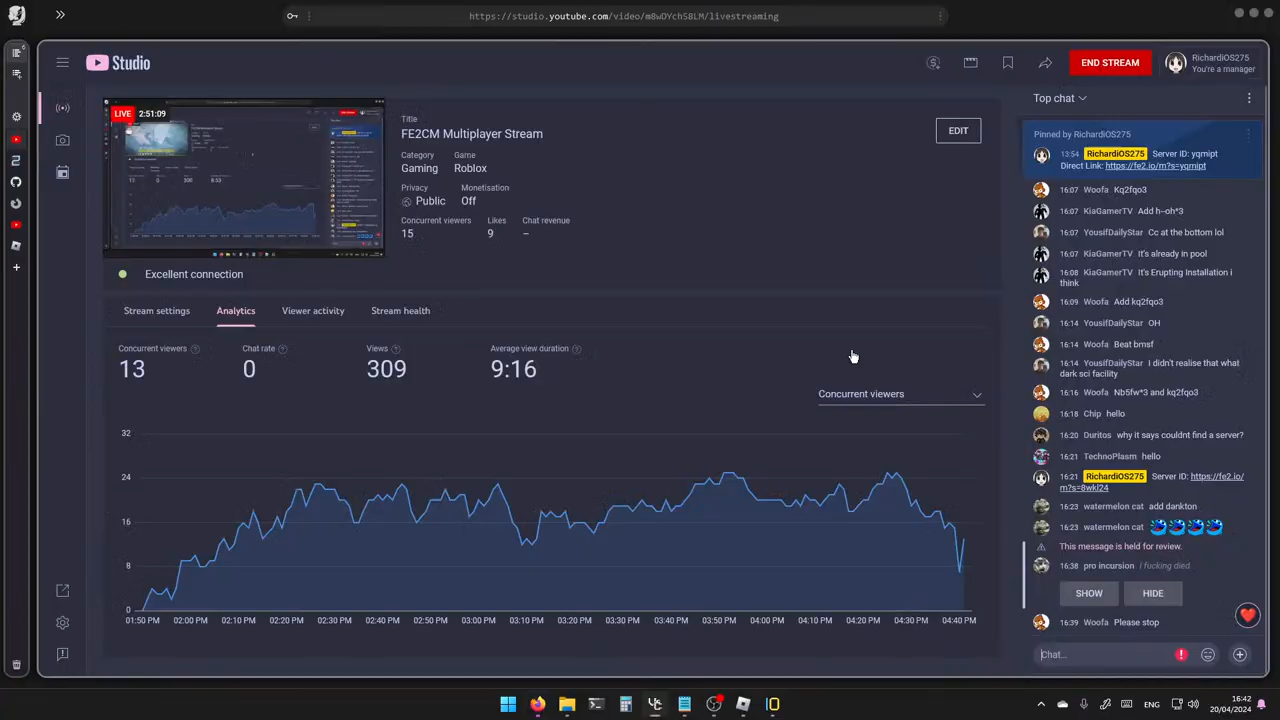 https://studio.youtube.com/video/m8wDYchS8LM/livestreaming
Studio
END STREAM
RichardiOS275
You're a manager
LIVE 2:51:09
Title
FE2CM Multiplayer Stream
EDIT
Category
Game
Gaming
Roblox
Privacy
Monetisation
Public
Off
Concurrent viewers
Likes
Chat revenue
15
9
–
Excellent connection
Stream settings
Analytics
Viewer activity
Stream health
Concurrent viewers
Chat rate
Views
Average view duration
13
0
309
9:16
Concurrent viewers
32
24
16
8
0
01:50 PM 02:00 PM 02:10 PM 02:20 PM 02:30 PM 02:40 PM 02:50 PM 03:00 PM 03:10 PM 03:20 PM 03:30 PM 03:40 PM 03:50 PM 04:00 PM 04:10 PM 04:20 PM 04:30 PM 04:40 PM
Top chat
Pinned by RichardiOS275
13:54 RichardiOS275 Server ID: yqmipt
Direct Link: https://fe2.io/m?s=yqmipt
16:07 Woofa Kq2fqo3
16:07 KiaGamerTV Add h~oh*3
16:07 YousifDailyStar Cc at the bottom lol
16:07 KiaGamerTV It's already in pool
16:08 KiaGamerTV It's Erupting Installation i
think
16:09 Woofa Add kq2fqo3
16:14 YousifDailyStar OH
16:14 Woofa Beat bmsf
16:14 YousifDailyStar I didn't realise that what
dark sci facility
16:16 Woofa Nb5fw*3 and kq2fqo3
16:18 Chip hello
16:20 Duritos why it says couldnt find a server?
16:21 TechnoPlasm hello
16:21 RichardiOS275 Server ID: https://fe2.io/
m?s=8wkl24
16:23 watermelon cat add dankton
16:23 watermelon cat
This message is held for review.
16:38 pro incursion I fucking died
SHOW
HIDE
16:39 Woofa Please stop
Chat...
ENG
16:42
20/04/2024